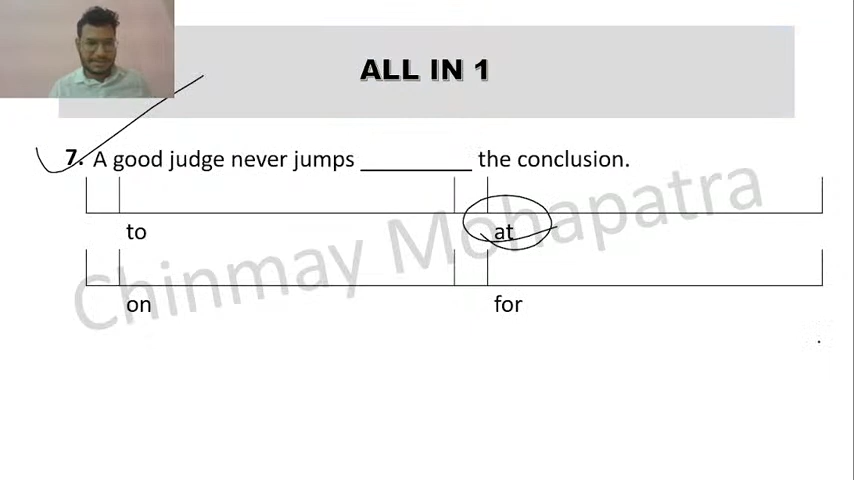 ALL IN 1
7. A good judge never jumps __________ the conclusion.
to
at
on
for
Chinmay Mohapatra